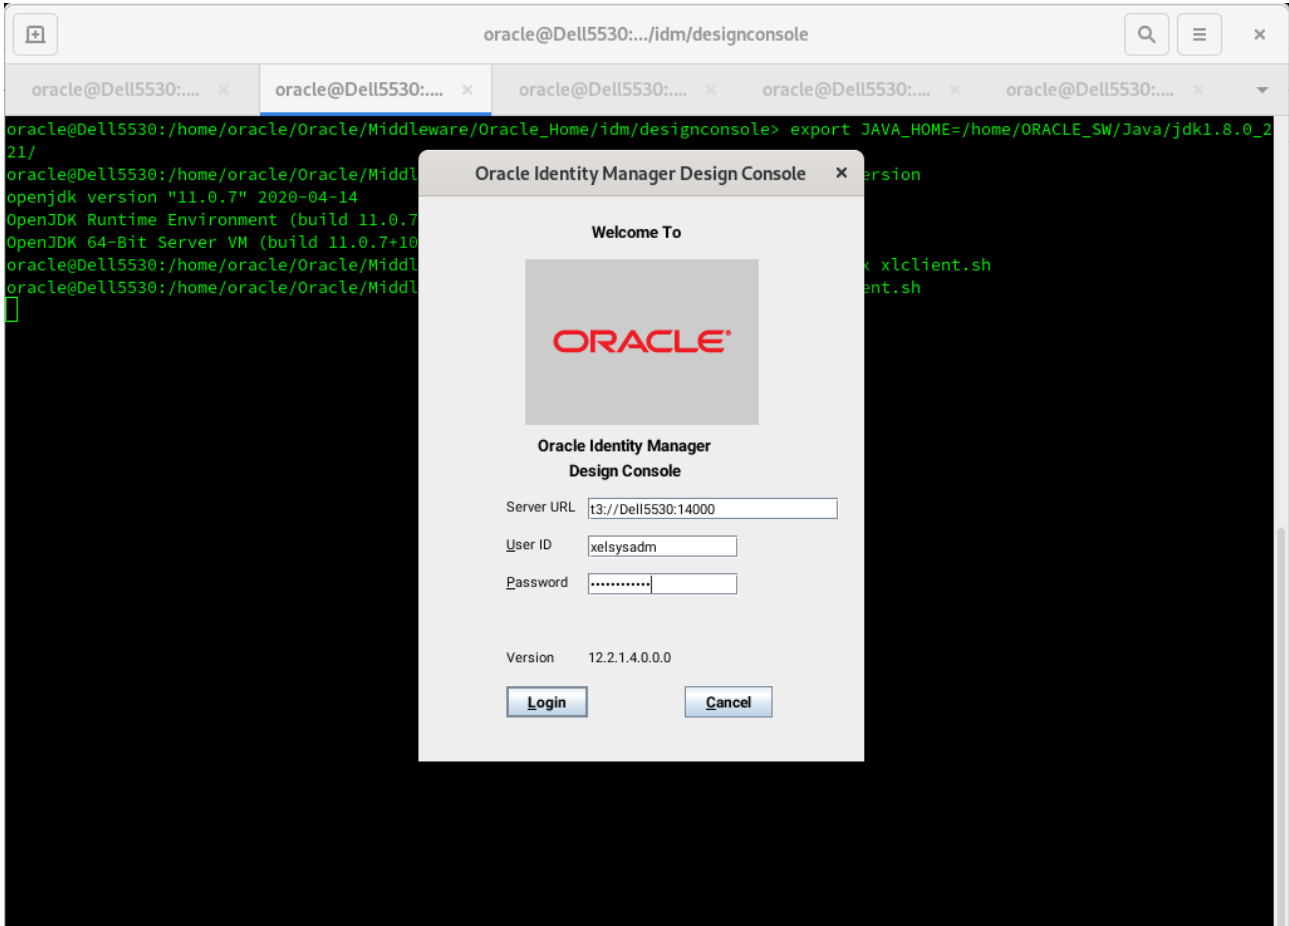 oracle@Dell5530:.../idm/designconsole
oracle@Dell5530:.... oracle@Dell5530:.... oracle@Dell5530:.... oracle@Dell5530:.... oracle@Dell5530:....
oracle@Dell5530:/home/oracle/Oracle/Middleware/Oracle_Home/idm/designconsole> export JAVA_HOME=/home/ORACLE_SW/Java/jdk1.8.0_2
21/
oracle@Dell5530:/home/oracle/Oracle/Middl ersion
openjdk version "11.0.7" 2020-04-14
OpenJDK Runtime Environment (build 11.0.7
OpenJDK 64-Bit Server VM (build 11.0.7+10
oracle@Dell5530:/home/oracle/Oracle/Middl x xlclient.sh
oracle@Dell5530:/home/oracle/Oracle/Middl ent.sh
Oracle Identity Manager Design Console
Welcome To
ORACLE®
Oracle Identity Manager
Design Console
Server URL t3://Dell5530:14000
User ID xelsysadm
Password ••••••••••••
Version 12.2.1.4.0.0.0
Login Cancel